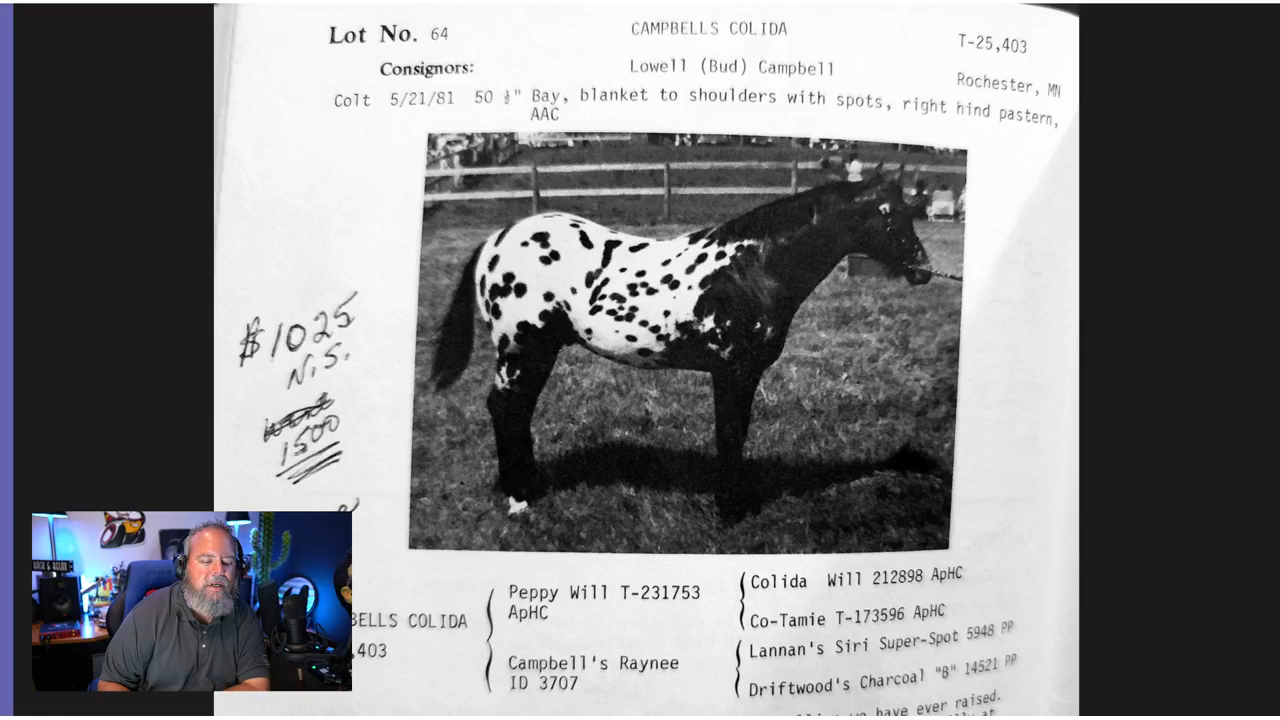 Lot No. 64
CAMPBELLS COLIDA
T-25,403
Consignors:
Lowell (Bud) Campbell
Rochester, MN
Colt 5/21/81 50 ½" Bay, blanket to shoulders with spots, right hind pastern,
AAC
$1025
N.S.
1500
BELLS COLIDA
.403
Peppy Will T-231753
ApHC
Campbell's Raynee
ID 3707
Colida Will 212898 ApHC
Co-Tamie T-173596 ApHC
Lannan's Siri Super-Spot 5948 PP
Driftwood's Charcoal "B" 14521 PP
have ever raised.
at
ROCK & RELAX